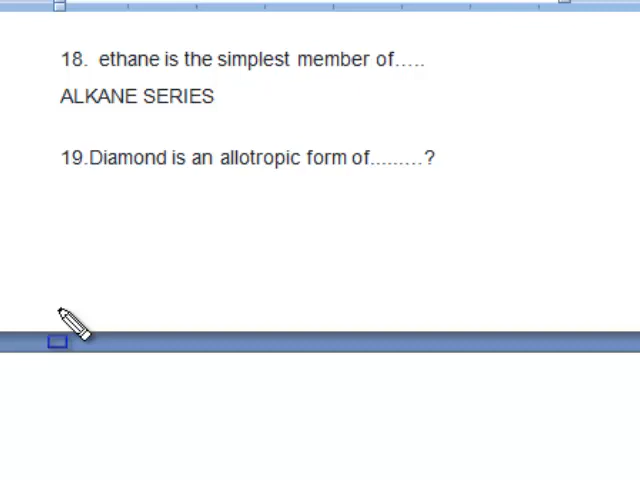 18.  ethane is the simplest member of…..
ALKANE SERIES
19.Diamond is an allotropic form of.....….?